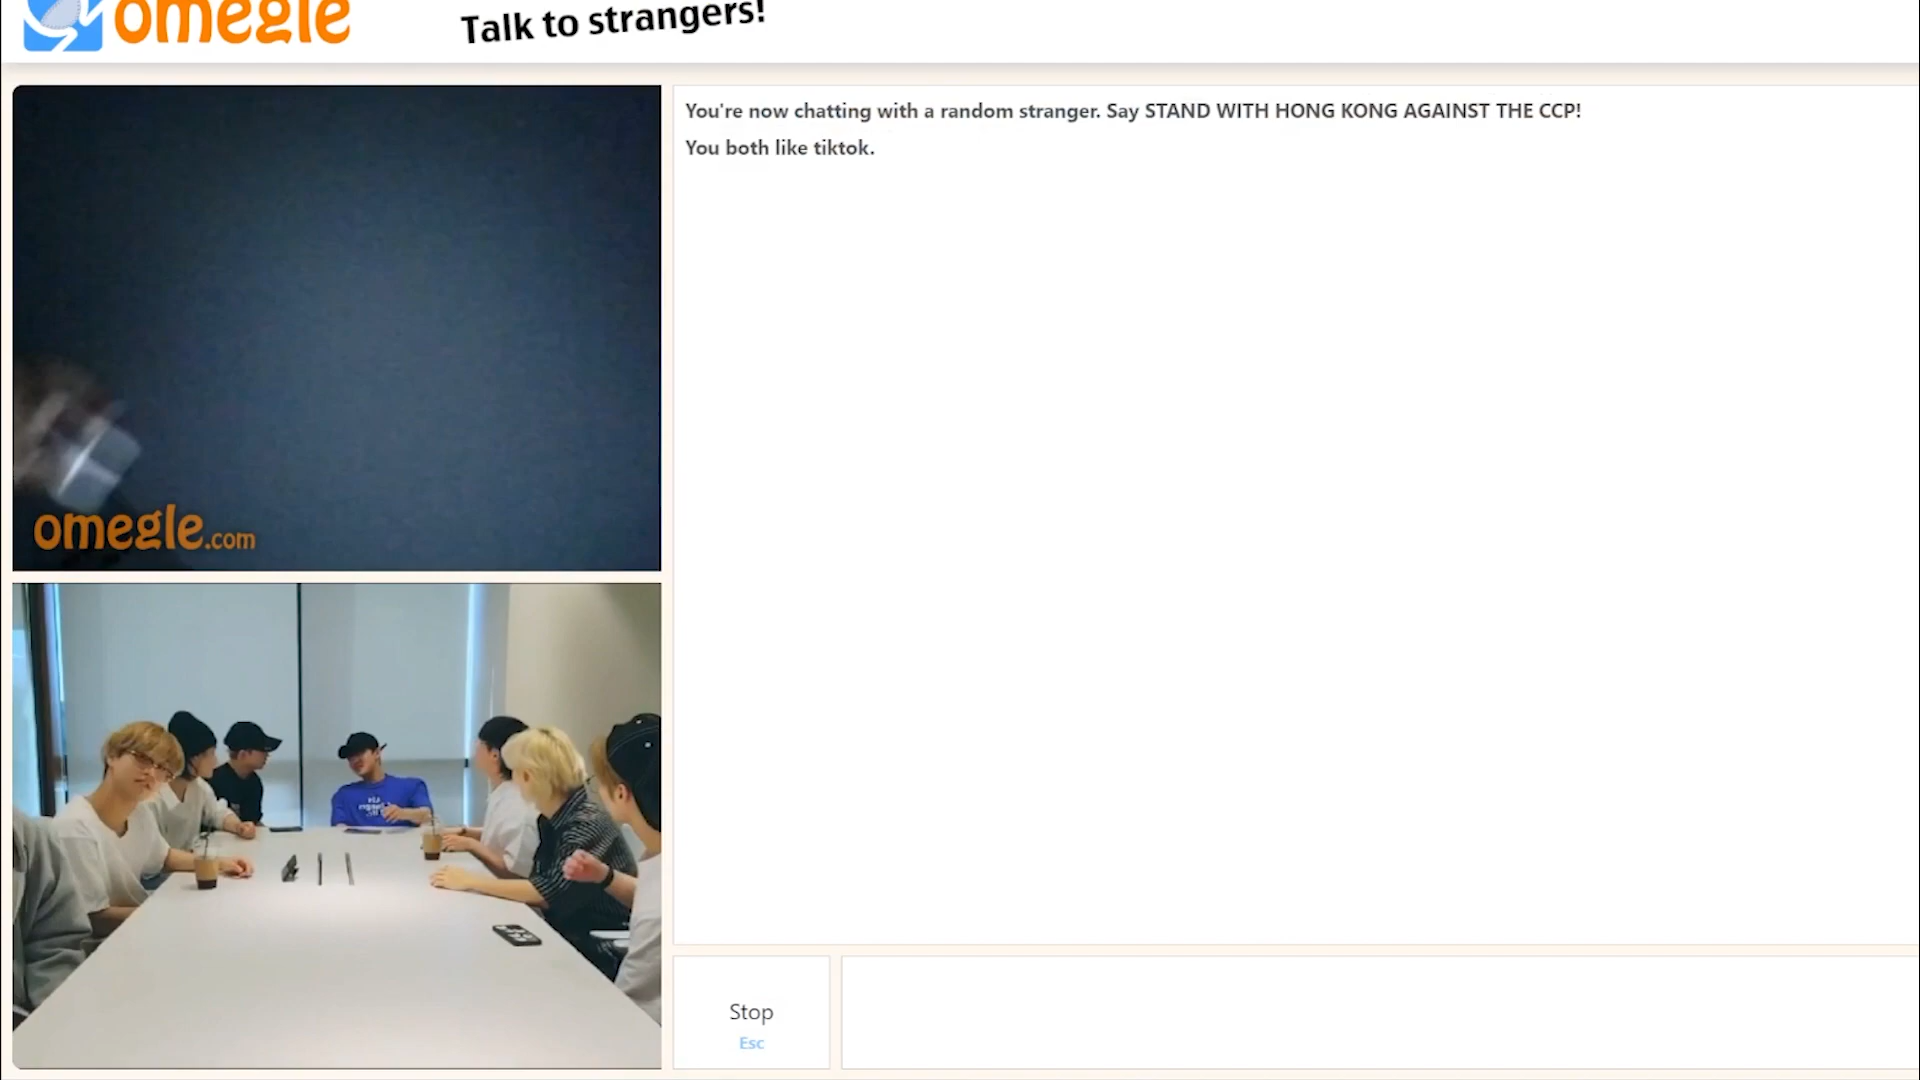 omegle
Talk to strangers!
You're now chatting with a random stranger. Say STAND WITH HONG KONG AGAINST THE CCP!
You both like tiktok.
omegle.com
Stop
Esc